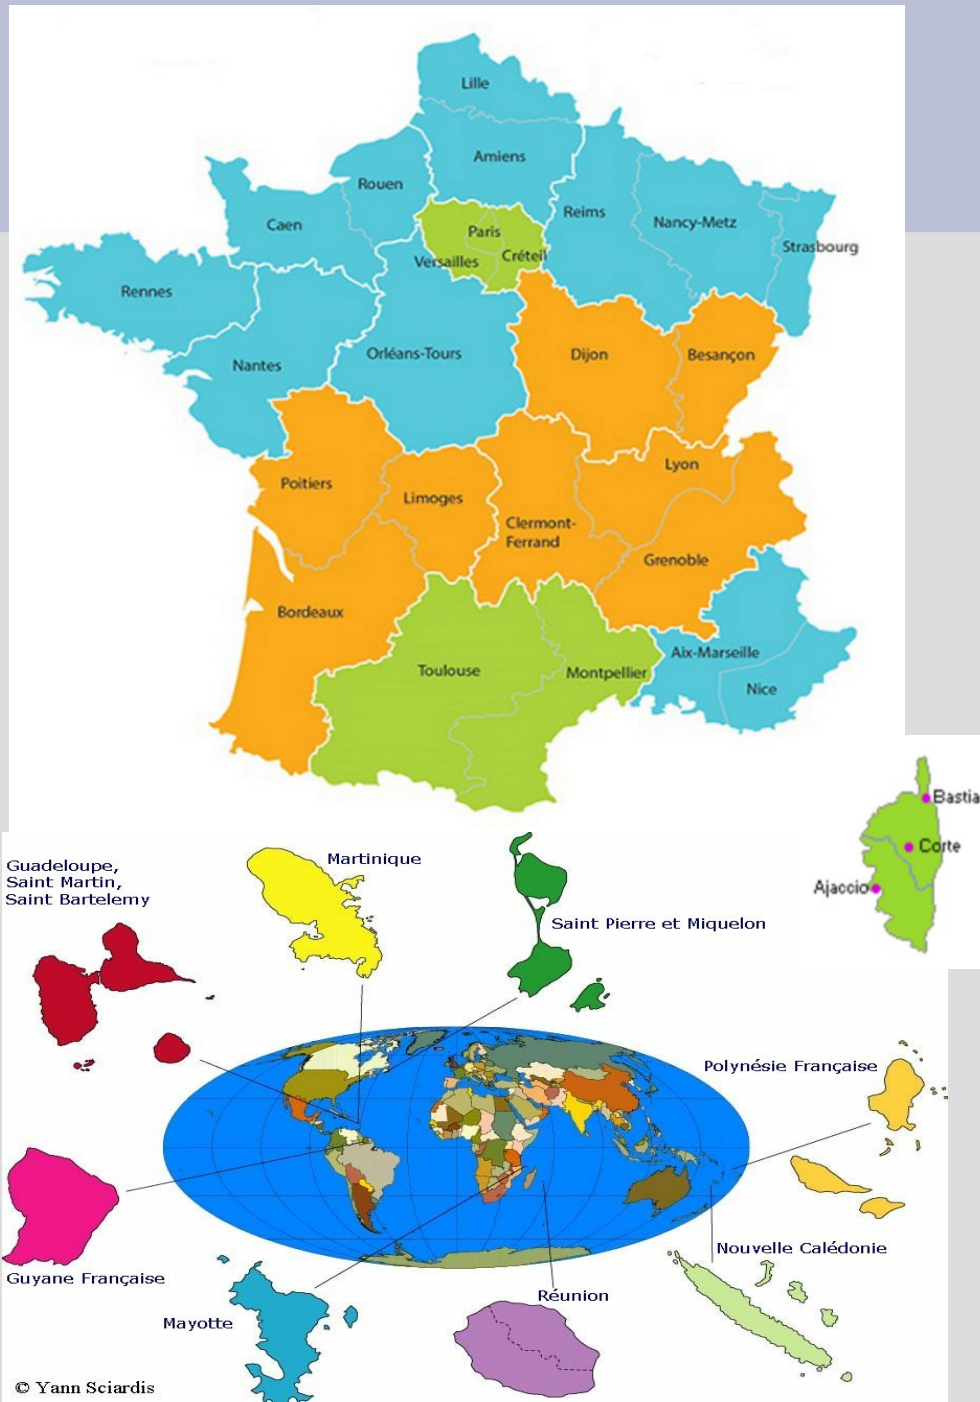 Lille
Amiens
Rouen
Caen
Reims
Nancy-Metz
Strasbourg
Paris
Versailles
Créteil
Rennes
Nantes
Orléans-Tours
Dijon
Besançon
Poitiers
Limoges
Clermont-
Ferrand
Lyon
Grenoble
Bordeaux
Toulouse
Montpellier
Aix-Marseille
Nice
Bastia
Corte
Ajaccio
Guadeloupe,
Saint Martin,
Saint Bartelemy
Martinique
Saint Pierre et Miquelon
Polynésie Française
Guyane Française
Mayotte
Réunion
Nouvelle Calédonie
© Yann Sciardis